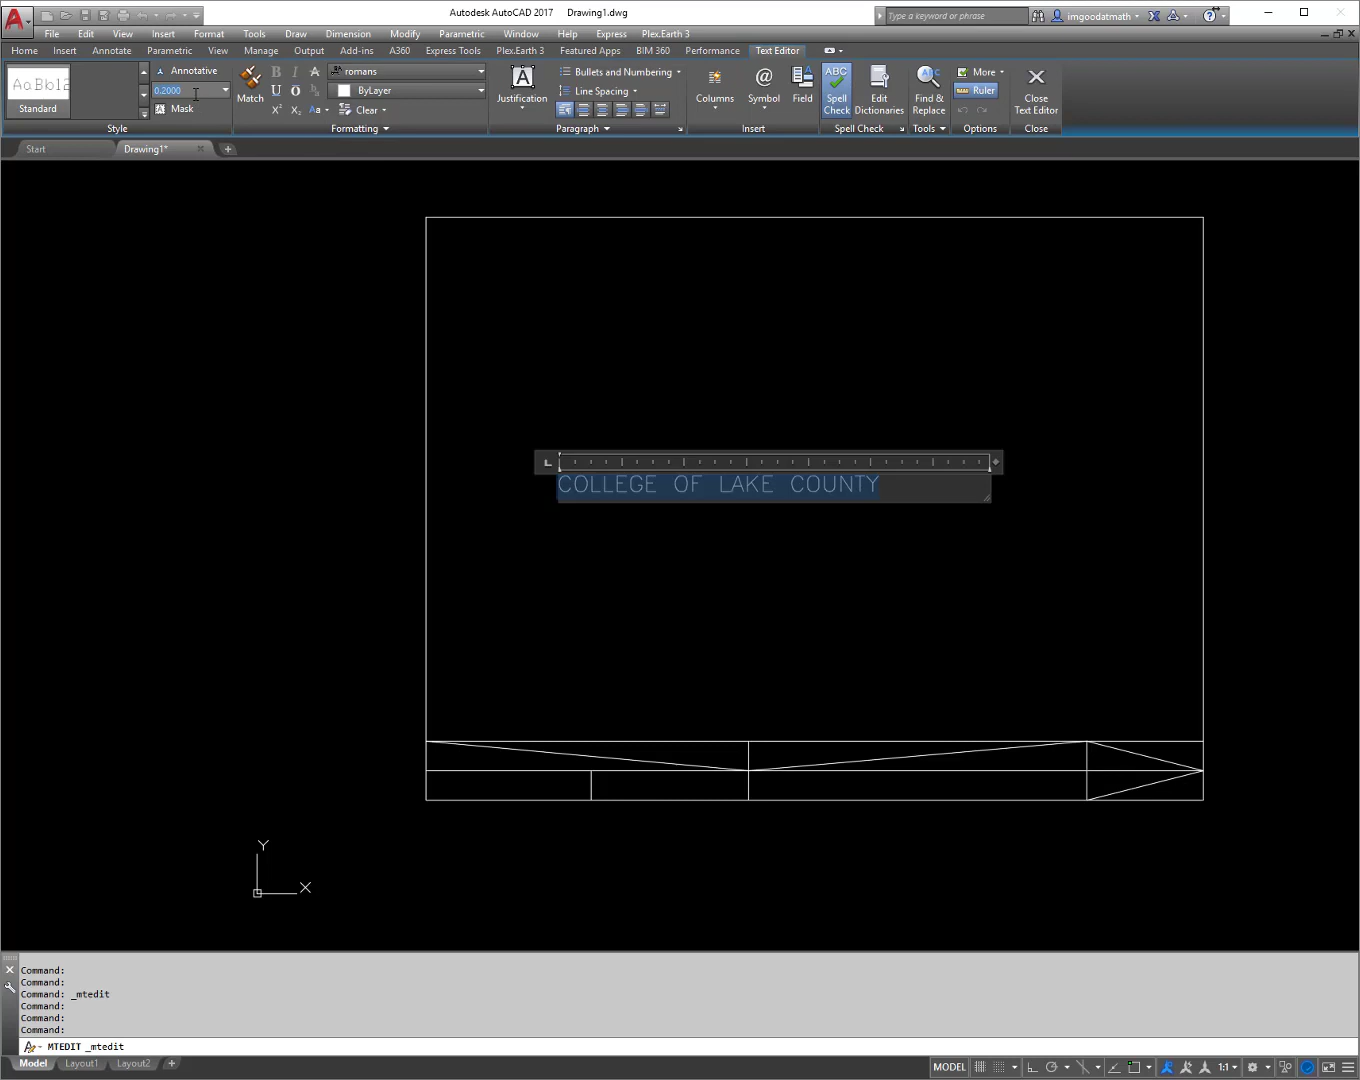 Autodesk AutoCAD 2017 Drawing1.dwg
Type a keyword or phrase
imgoodatmath
File Edit View Insert Format Tools Draw Dimension Modify Parametric Window Help Express Plex.Earth 3
Home Insert Annotate Parametric View Manage Output Add-ins A360 Express Tools Plex.Earth 3 Featured Apps BIM 360 Performance Text Editor
AaBb12
Standard
Annotative
0.2000
Mask
Style
Match
B I A
U O
romans
ByLayer
X² X₂ Aa Clear
Formatting
A
Justification
Bullets and Numbering
Line Spacing
Paragraph
Columns
@
Symbol
Field
Insert
ABC
Spell
Check
Edit
Dictionaries
Spell Check
Find &
Replace
Tools
More
Ruler
Options
Close
Text Editor
Close
Start
Drawing1*
COLLEGE OF LAKE COUNTY
Y
X
Command:
Command:
Command: _mtedit
Command:
Command:
Command:
MTEDIT _mtedit
Model Layout1 Layout2 +
MODEL
1:1